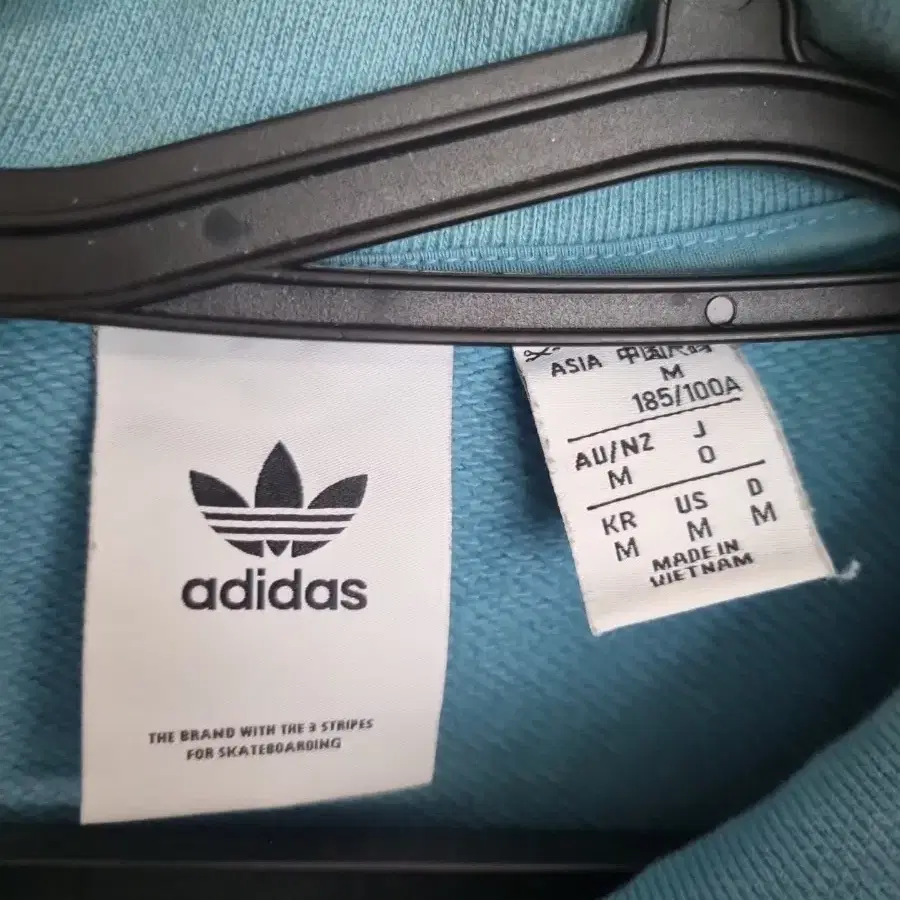 adidas
THE BRAND WITH THE 3 STRIPES
FOR SKATEBOARDING
ASIA 中国尺码
M
185/100A
AU/NZ J
M O
KR US D
M M M
MADE IN
VIETNAM